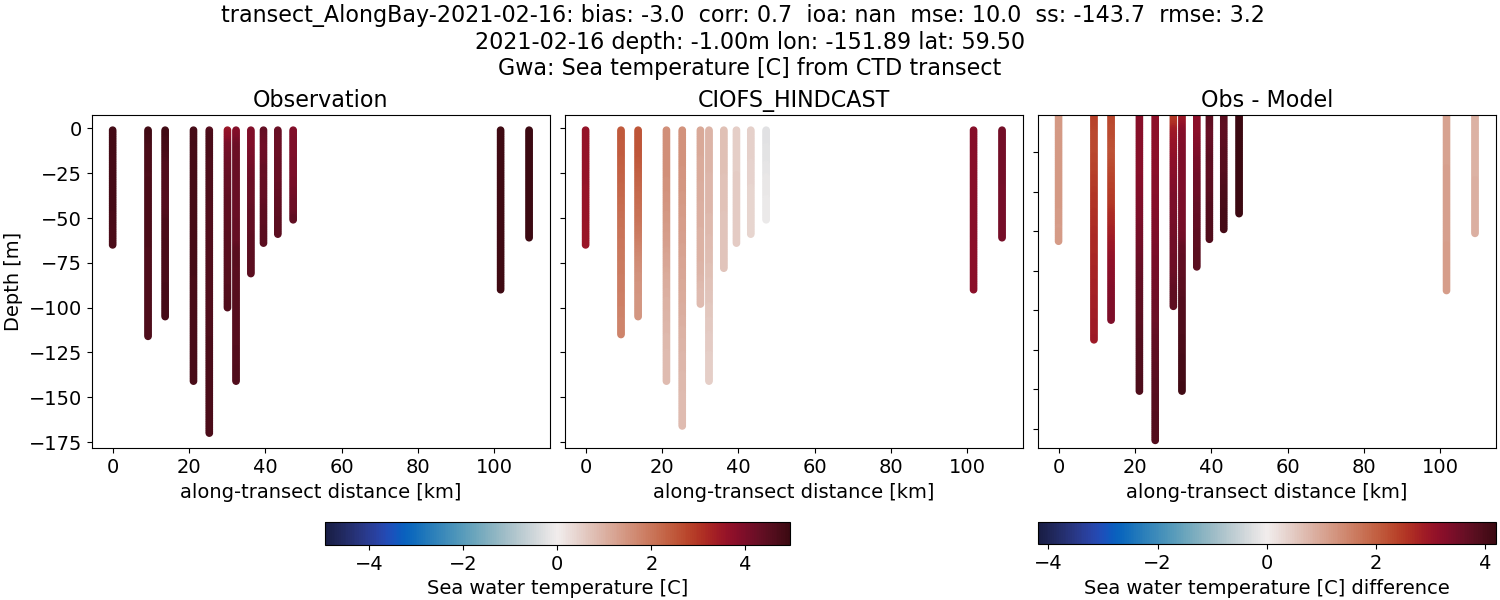 transect_AlongBay-2021-02-16: bias: -3.0  corr: 0.7  ioa: nan  mse: 10.0  ss: -143.7  rmse: 3.2
2021-02-16 depth: -1.00m lon: -151.89 lat: 59.50
Gwa: Sea temperature [C] from CTD transect
Observation
CIOFS_HINDCAST
Obs - Model
Depth [m]
0
−25
−50
−75
−100
−125
−150
−175
0 20 40 60 80 100
0 20 40 60 80 100
0 20 40 60 80 100
along-transect distance [km]
along-transect distance [km]
along-transect distance [km]
−4 −2 0 2 4
Sea water temperature [C]
−4 −2 0 2 4
Sea water temperature [C] difference